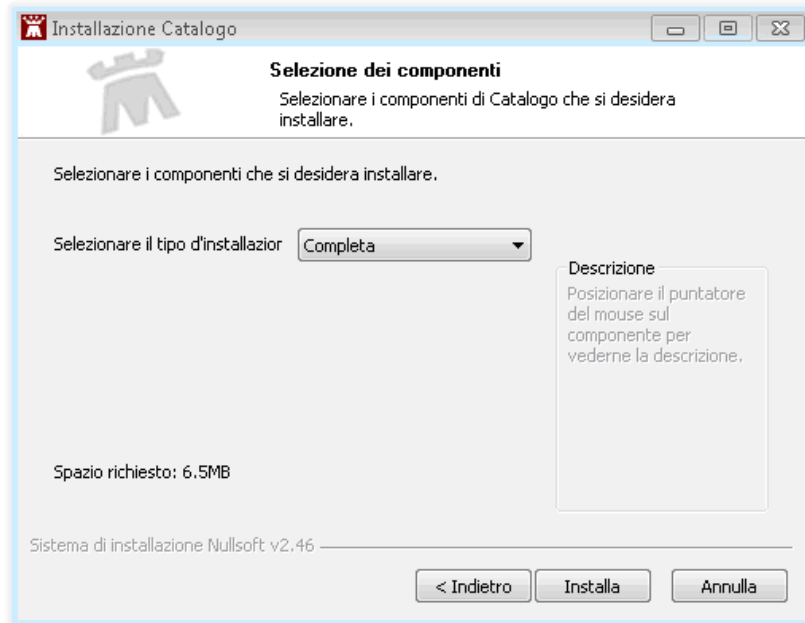 Installazione Catalogo
Selezione dei componenti
Selezionare i componenti di Catalogo che si desidera
installare.
Selezionare i componenti che si desidera installare.
Selezionare il tipo d'installazior
Completa
Descrizione
Posizionare il puntatore
del mouse sul
componente per
vederne la descrizione.
Spazio richiesto: 6.5MB
Sistema di installazione Nullsoft v2.46
< Indietro
Installa
Annulla